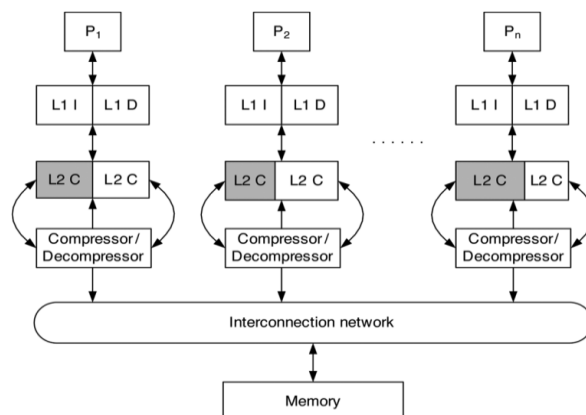 P1 P2 Pn
L1 I L1 D L1 I L1 D L1 I L1 D
. . . . . .
L2 C L2 C L2 C L2 C L2 C L2 C
Compressor/ Compressor/ Compressor/
Decompressor Decompressor Decompressor
Interconnection network
Memory